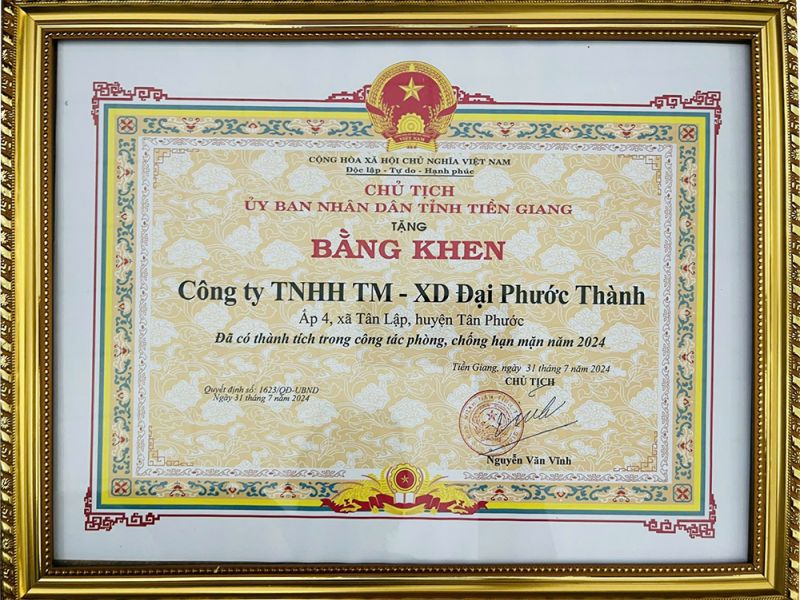 CỘNG HÒA XÃ HỘI CHỦ NGHĨA VIỆT NAM
Độc lập - Tự do - Hạnh phúc
CHỦ TỊCH
ỦY BAN NHÂN DÂN TỈNH TIỀN GIANG
TẶNG
BẰNG KHEN
Công ty TNHH TM - XD Đại Phước Thành
Ấp 4, xã Tân Lập, huyện Tân Phước
Đã có thành tích trong công tác phòng, chống hạn mặn năm 2024
Tiền Giang, ngày 31 tháng 7 năm 2024
CHỦ TỊCH
Quyết định số: 1623/QĐ-UBND
Ngày 31 tháng 7 năm 2024
Nguyễn Văn Vĩnh